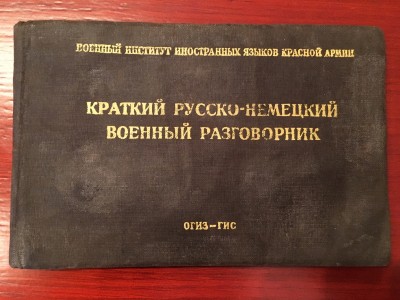 ВОЕННЫЙ ИНСТИТУТ ИНОСТРАННЫХ ЯЗЫКОВ КРАСНОЙ АРМИИ
КРАТКИЙ РУССКО-НЕМЕЦКИЙ
ВОЕННЫЙ РАЗГОВОРНИК
ОГИЗ—ГИС